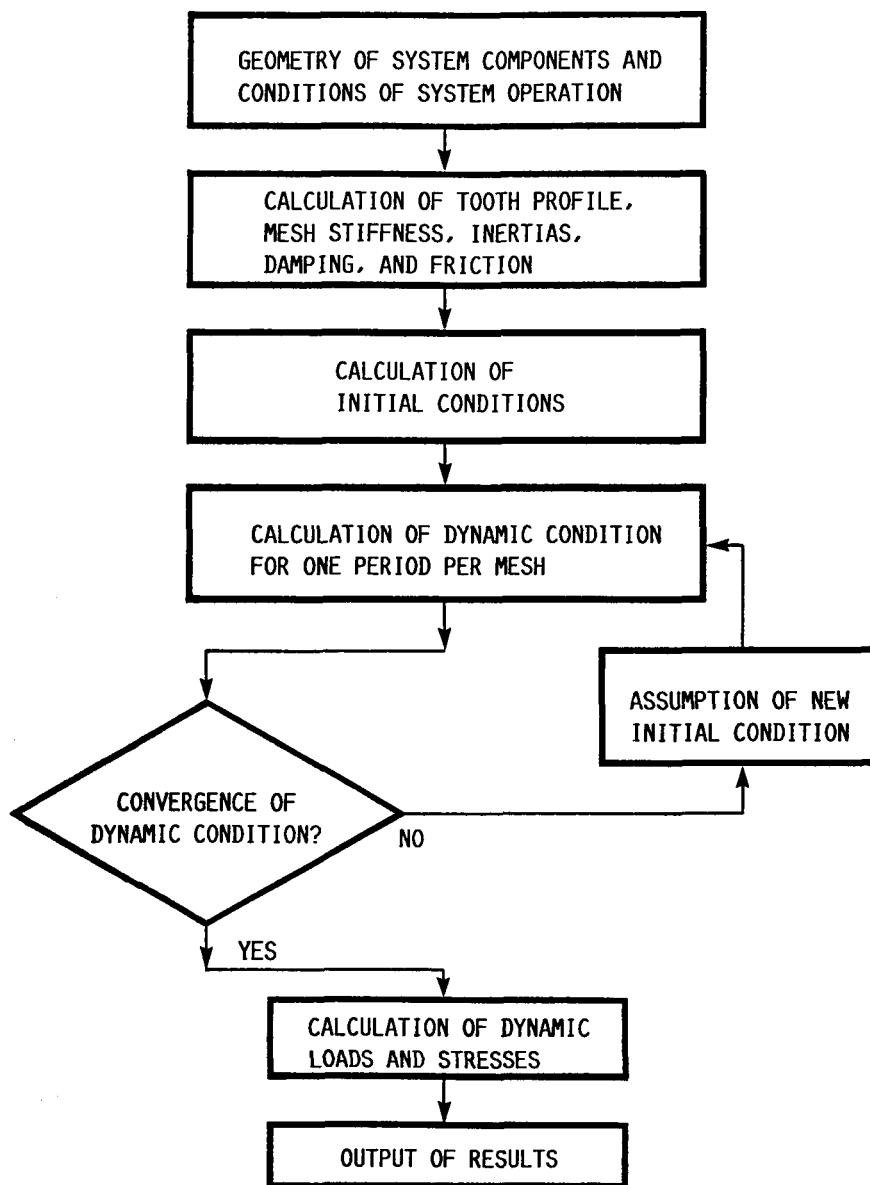 GEOMETRY OF SYSTEM COMPONENTS AND
CONDITIONS OF SYSTEM OPERATION
CALCULATION OF TOOTH PROFILE,
MESH STIFFNESS, INERTIAS,
DAMPING, AND FRICTION
CALCULATION OF
INITIAL CONDITIONS
CALCULATION OF DYNAMIC CONDITION
FOR ONE PERIOD PER MESH
ASSUMPTION OF NEW
INITIAL CONDITION
CONVERGENCE OF
DYNAMIC CONDITION?
NO
YES
CALCULATION OF DYNAMIC
LOADS AND STRESSES
OUTPUT OF RESULTS